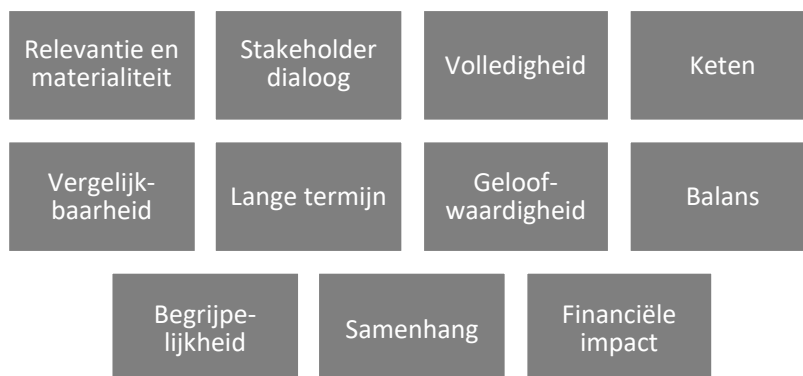 Relevantie en
materialiteit
Stakeholder
dialoog
Volledigheid
Keten
Vergelijk-
baarheid
Lange termijn
Geloof-
waardigheid
Balans
Begrijpe-
lijkheid
Samenhang
Financiële
impact